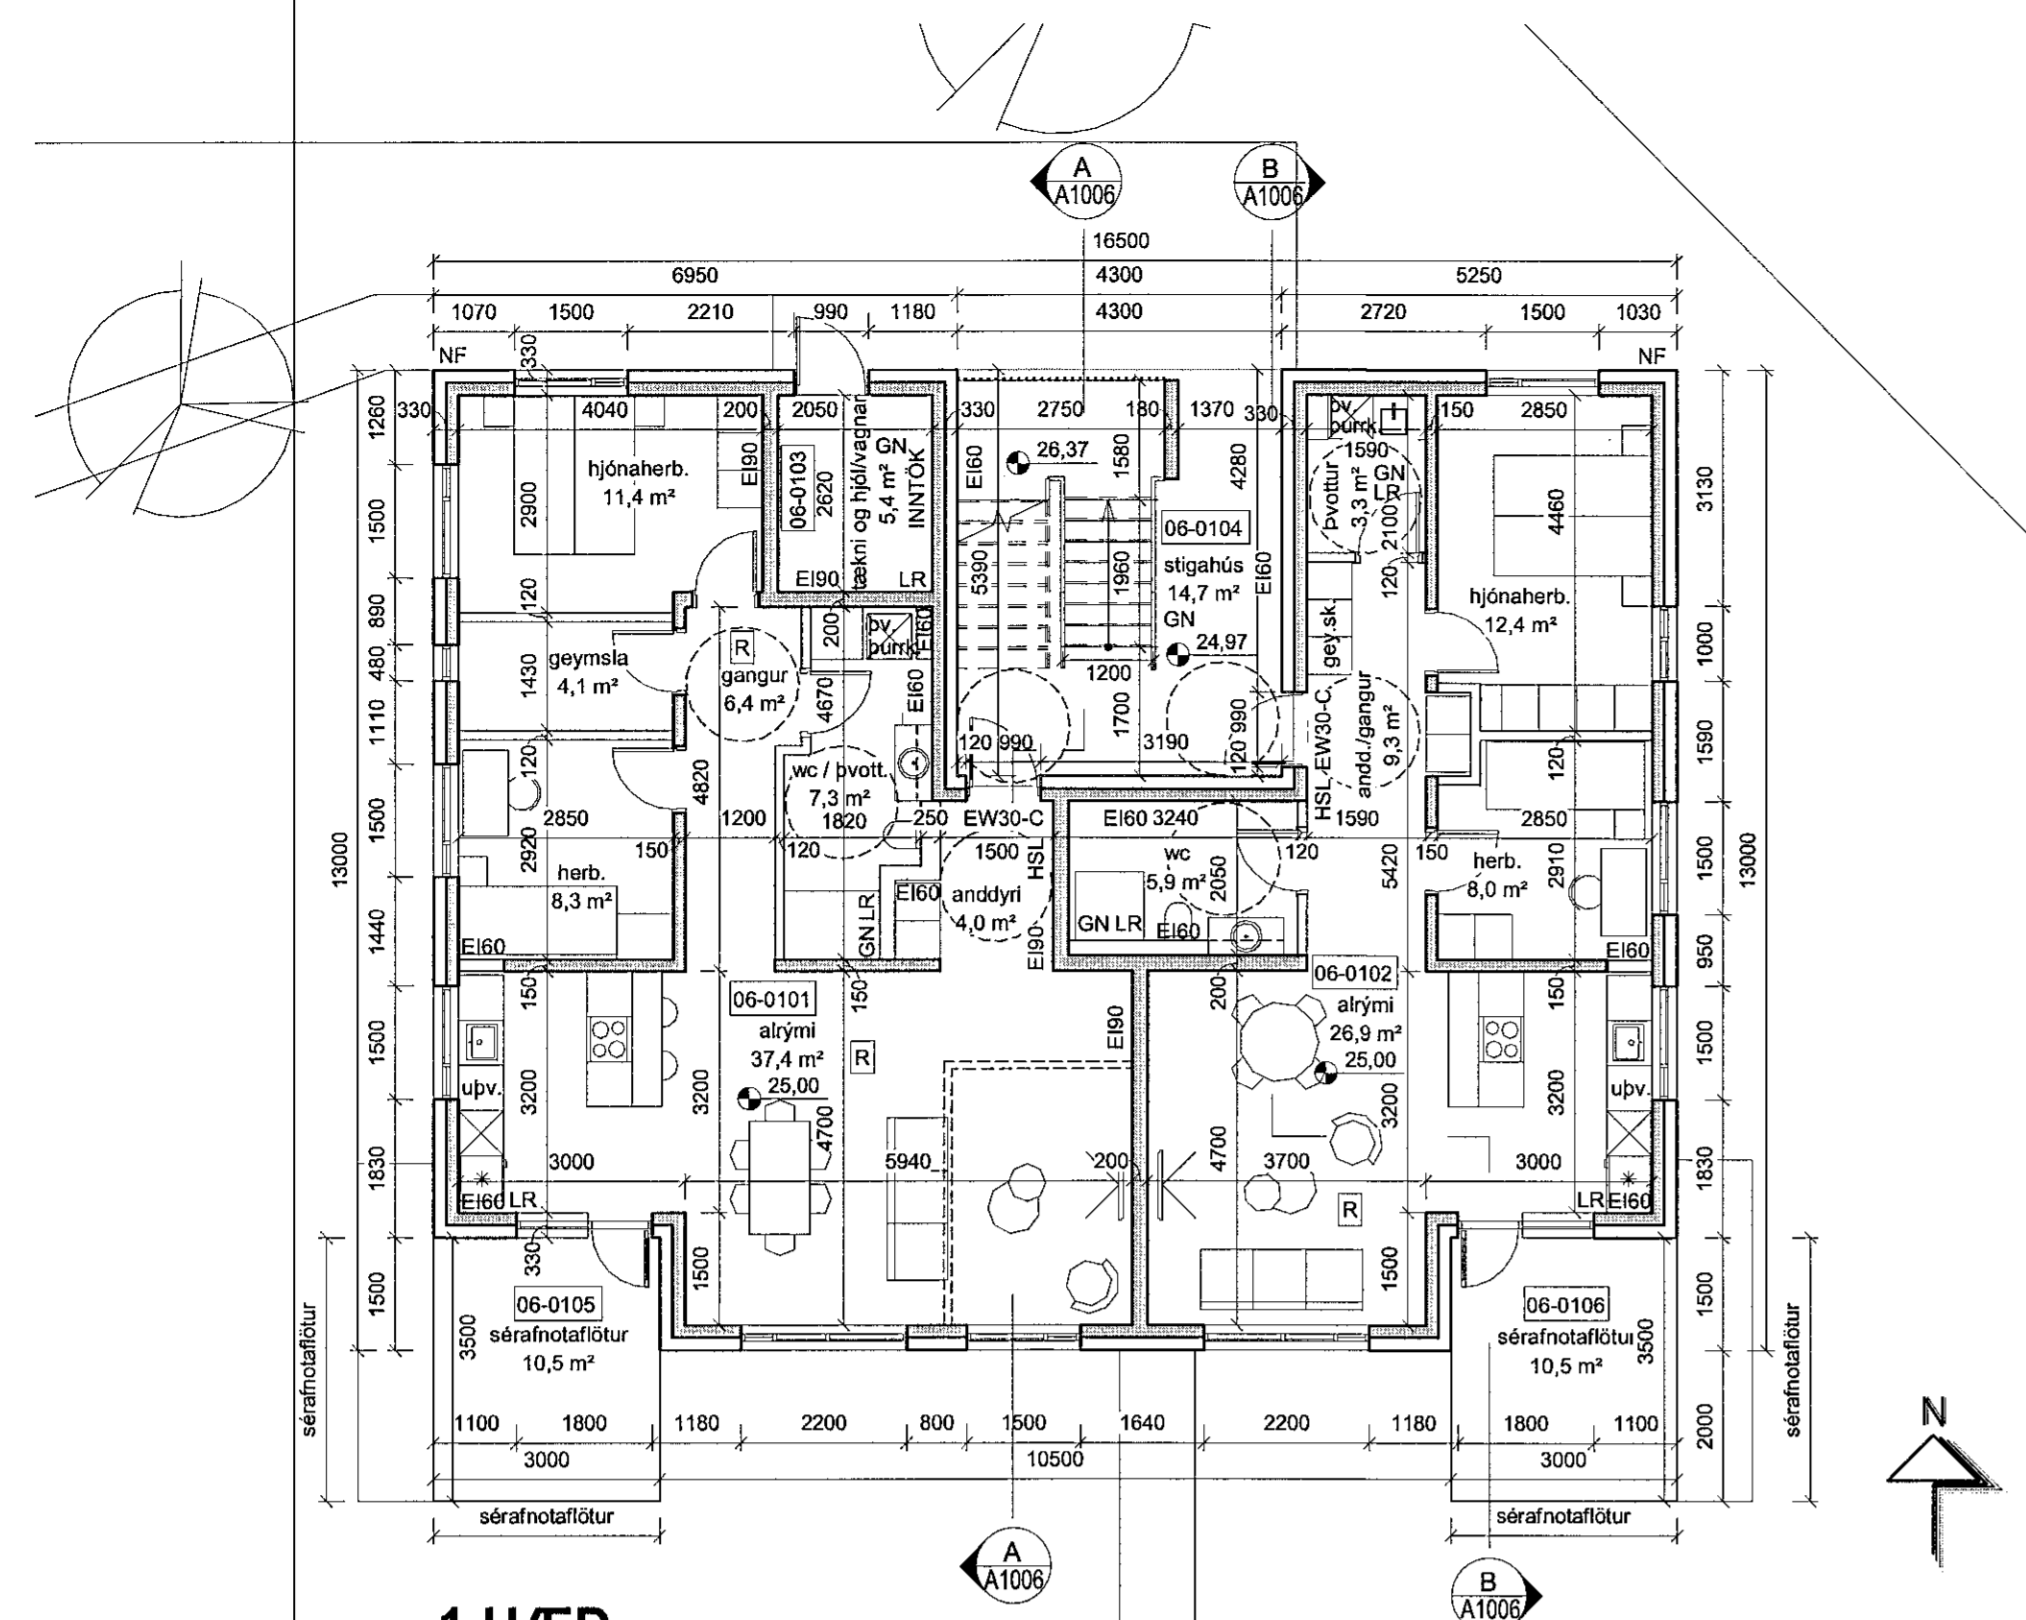 A
A1006
B
A1006
16500
6950 4300 5250
1070 1500 2210 990 1180 4300 2720 1500 1030
NF 330 NF
330 4040 200 2050 330 2750 180 1370 330 150 2850
1260
1500
890
480
1110
1500
1440
1500
1830
1500
13000
hjónaherb.
11,4 m²
2900
EI90
120
06-0103
2620
tækni og hjól/vagnar
5,4 m²
GN
INNTÖK
EI90 LR
EI60
26,37
1580
4280
5390
1960
06-0104
stigahús
14,7 m²
GN
24,97
EI60
1200
1700
3190
120 990
990
120
bv.
þurrk.
1590
þvottur
3,3 m²
GN
LR
2100
120
gey.sk.
4460
hjónaherb.
12,4 m²
3130
1000
1590
1500
950
1500
1830
1500
2000
13000
geymsla
4,1 m²
1430
120
R
gangur
6,4 m²
200
bv.
þurrk.
EI60
EI60
4670
4820
wc / þvott.
7,3 m²
1820
2850
150
1200
120
250
EW30-C
1500
HSL
anddyri
4,0 m²
EI60
GN LR
EI90
2920
herb.
8,3 m²
EI60
150
EI60 3240
wc
5,9 m²
2050
GN LR
EI60
120
HSL EW30-C
andd./gangur
9,3 m²
1590
5420
150
120
2850
herb.
8,0 m²
2910
EI60
06-0101
alrými
37,4 m²
25,00
R
150
EI90
uþv.
3200
3200
4700
3000
5940
200
EI60 LR
330
1500
06-0102
alrými
26,9 m²
25,00
200
150
3200
3200
4700
3700
3000
uþv.
R
LR EI60
1500
06-0105
sérafnotaflötur
10,5 m²
3500
sérafnotaflötur
06-0106
sérafnotaflötur
10,5 m²
3500
sérafnotaflötur
1100 1800 1180 2200 800 1500 1640 2200 1180 1800 1100
3000 10500 3000
sérafnotaflötur
sérafnotaflötur
N
A
A1006
B
A1006
1.HÆÐ